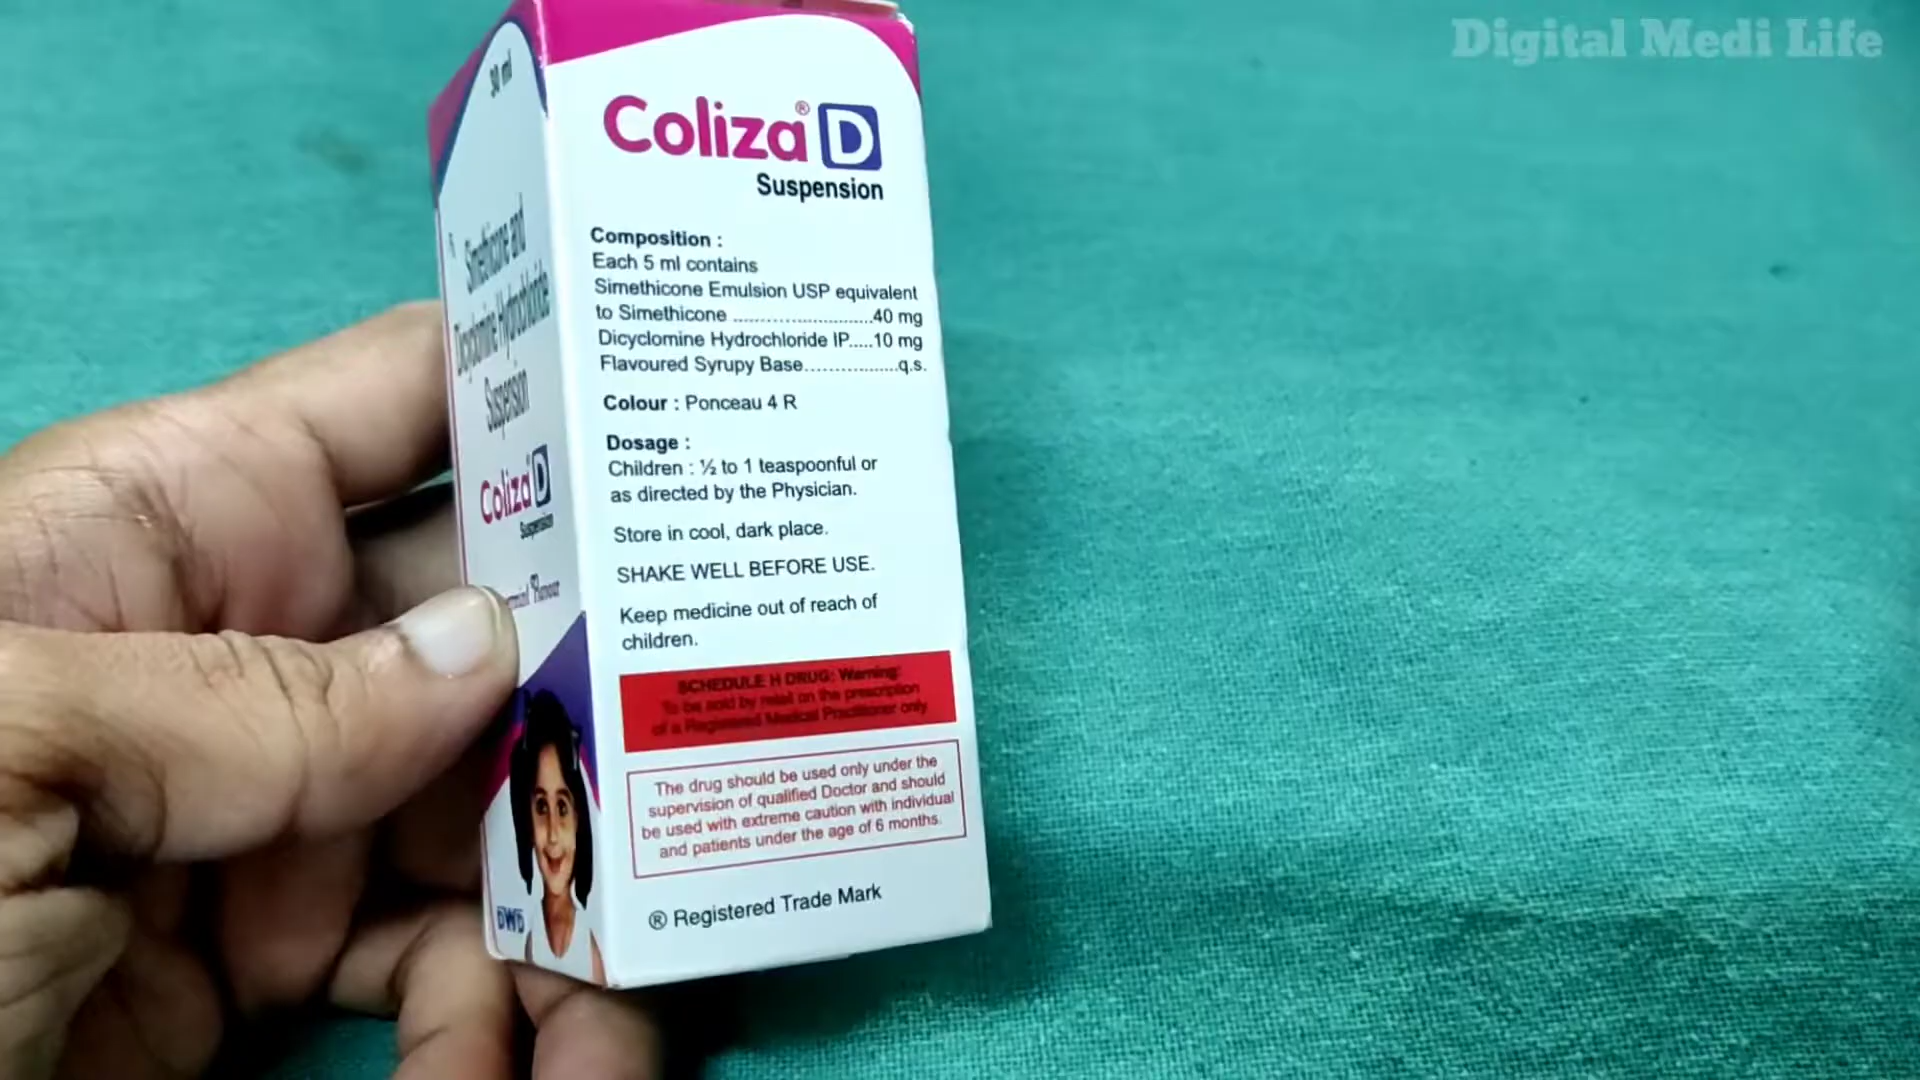 Digital Medi Life
30 ml
Simethicone and
Dicyclomine Hydrochloride
Suspension
Coliza D
Suspension
Flavour
DWD
Coliza® D
Suspension
Composition :
Each 5 ml contains
Simethicone Emulsion USP equivalent
to Simethicone ........................40 mg
Dicyclomine Hydrochloride IP.....10 mg
Flavoured Syrupy Base................q.s.
Colour : Ponceau 4 R
Dosage :
Children : ½ to 1 teaspoonful or
as directed by the Physician.
Store in cool, dark place.
SHAKE WELL BEFORE USE.
Keep medicine out of reach of
children.
SCHEDULE H DRUG: Warning:
To be sold by retail on the prescription
of a Registered Medical Practitioner only
The drug should be used only under the
supervision of qualified Doctor and should
be used with extreme caution with individual
and patients under the age of 6 months.
® Registered Trade Mark